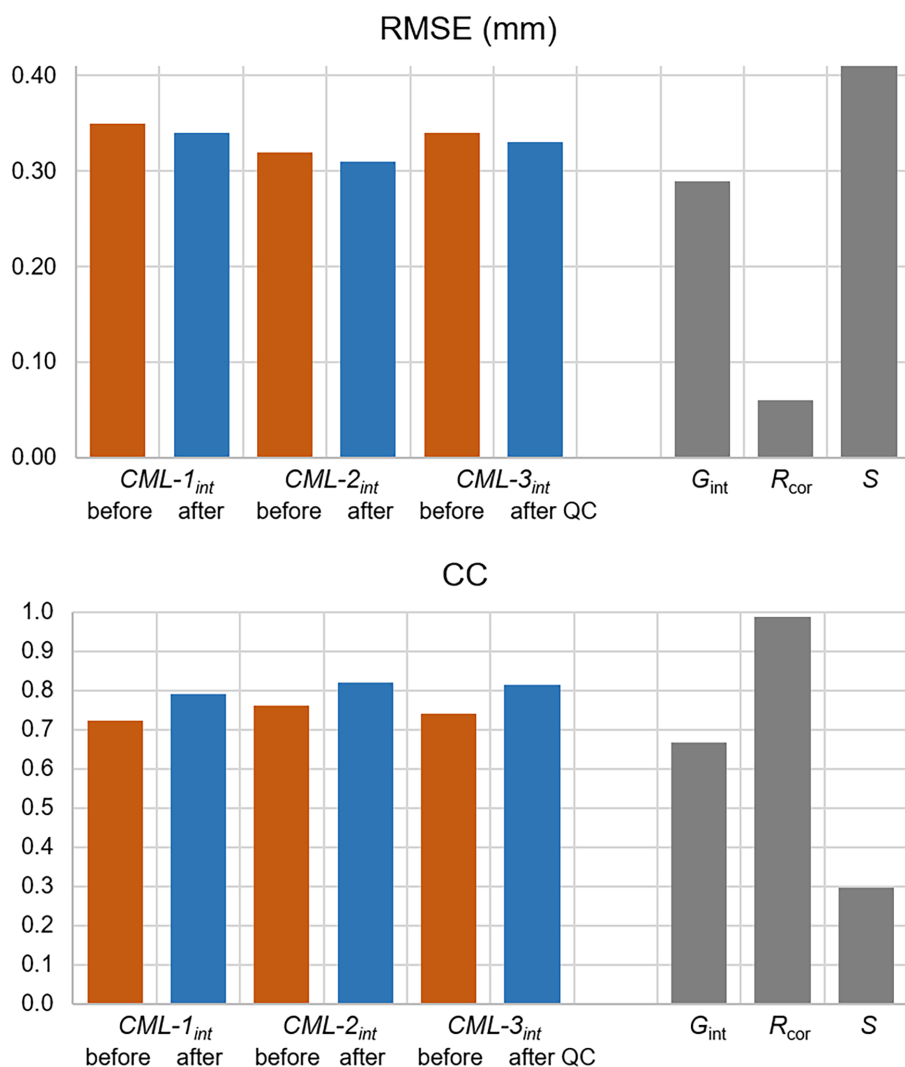 RMSE (mm)
0.40
0.30
0.20
0.10
0.00
CML-1int CML-2int CML-3int Gint Rcor S
before after before after before after QC
CC
1.0
0.9
0.8
0.7
0.6
0.5
0.4
0.3
0.2
0.1
0.0
CML-1int CML-2int CML-3int Gint Rcor S
before after before after before after QC